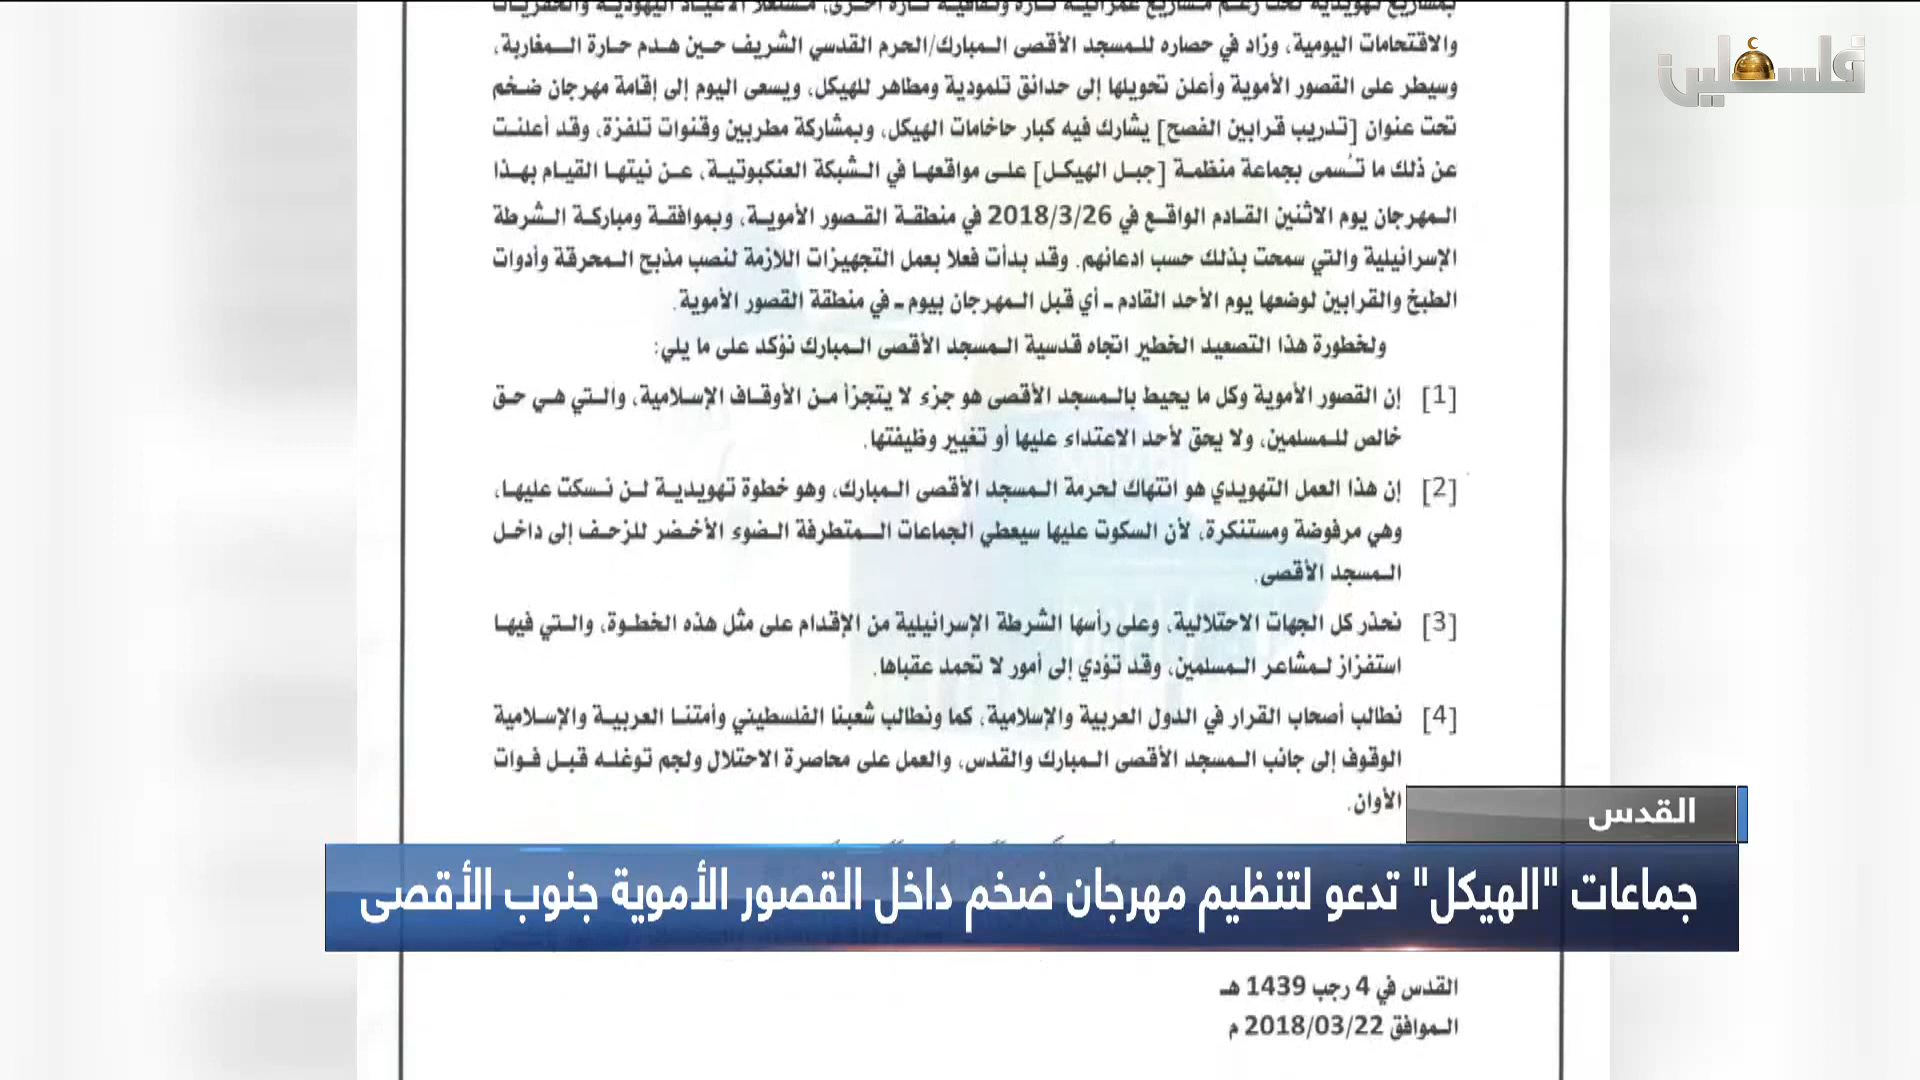 بمشاريع تهويدية تحت زعم مشاريع عمرانية تارة وثقافية تارة أخرى، مستغلا الأعياد اليهودية والحفريات
فلسطين
والاقتحامات اليومية، وزاد في حصاره للمسجد الأقصى المبارك/الحرم القدسي الشريف حين هدم حارة المغاربة،
وسيطر على القصور الأموية وأعلن تحويلها إلى حدائق تلمودية ومطاهر للهيكل، ويسعى اليوم إلى إقامة مهرجان ضخم
تحت عنوان [تدريب قرابين الفصح] يشارك فيه كبار حاخامات الهيكل، وبمشاركة مطربين وقنوات تلفزة، وقد أعلنت
عن ذلك ما تُسمى بجماعة منظمة [جبل الهيكل] على مواقعها في الشبكة العنكبوتية، عن نيتها القيام بهذا
المهرجان يوم الاثنين القادم الواقع في 2018/3/26 في منطقة القصور الأموية، وبموافقة ومباركة الشرطة
الإسرائيلية والتي سمحت بذلك حسب ادعائهم. وقد بدأت فعلا بعمل التجهيزات اللازمة لنصب مذبح المحرقة وأدوات
الطبخ والقرابين لوضعها يوم الأحد القادم ـ أي قبل المهرجان بيوم ـ في منطقة القصور الأموية.
ولخطورة هذا التصعيد الخطير اتجاه قدسية المسجد الأقصى المبارك نؤكد على ما يلي:
[1] إن القصور الأموية وكل ما يحيط بالمسجد الأقصى هو جزء لا يتجزأ من الأوقاف الإسلامية، والتي هي حق
خالص للمسلمين، ولا يحق لأحد الاعتداء عليها أو تغيير وظيفتها.
[2] إن هذا العمل التهويدي هو انتهاك لحرمة المسجد الأقصى المبارك، وهو خطوة تهويدية لن نسكت عليها،
وهي مرفوضة ومستنكرة، لأن السكوت عليها سيعطي الجماعات المتطرفة الضوء الأخضر للزحف إلى داخل
المسجد الأقصى.
[3] نحذر كل الجهات الاحتلالية، وعلى رأسها الشرطة الإسرائيلية من الإقدام على مثل هذه الخطوة، والتي فيها
استفزاز لمشاعر المسلمين، وقد تؤدي إلى أمور لا تحمد عقباها.
[4] نطالب أصحاب القرار في الدول العربية والإسلامية، كما ونطالب شعبنا الفلسطيني وأمتنا العربية والإسلامية
الوقوف إلى جانب المسجد الأقصى المبارك والقدس، والعمل على محاصرة الاحتلال ولجم توغله قبل فوات
الأوان.
القدس
جماعات "الهيكل" تدعو لتنظيم مهرجان ضخم داخل القصور الأموية جنوب الأقصى
القدس في 4 رجب 1439 هـ
الموافق 2018/03/22 م